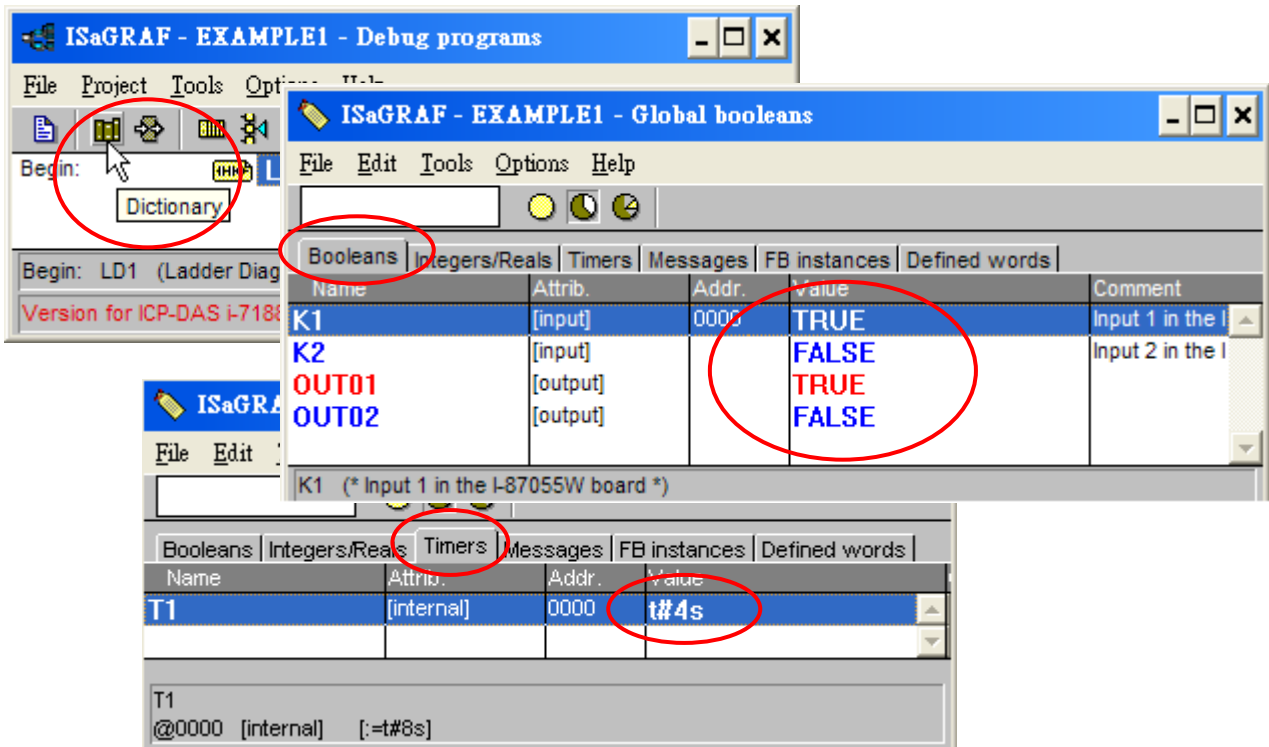 ISaGRAF - EXAMPLE1 - Debug programs
File Project Tools
Begin:
Dictionary
Begin: LD1 (Ladder Diag
Version for ICP-DAS i-7188
ISaGRAF - EXAMPLE1 - Global booleans
File Edit Tools Options Help
Booleans Integers/Reals Timers Messages FB instances Defined words
Name Attrib. Addr. Value Comment
K1 [input] 0000 TRUE Input 1 in the I
K2 [input] FALSE Input 2 in the I
OUT01 [output] TRUE
OUT02 [output] FALSE
K1 (* Input 1 in the I-87055W board *)
ISaGRA
File Edit
Booleans Integers/Reals Timers Messages FB instances Defined words
Name Attrib. Addr. Value
T1 [internal] 0000 t#4s
T1
@0000 [internal] [:=t#8s]